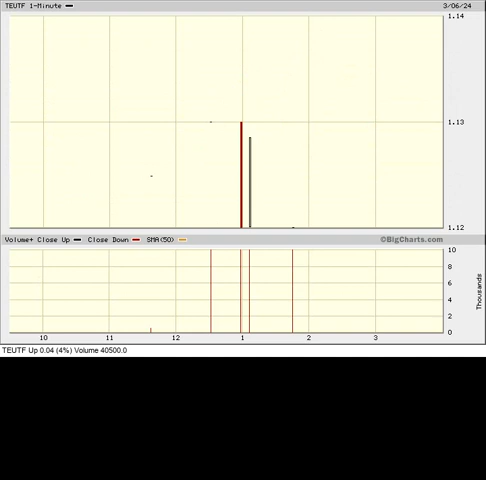 TEUTF 1-Minute 3/06/24
1.14
1.13
1.12
Volume+ Close Up Close Down SMA(50) ©BigCharts.com
10
8
6
4
2
0
Thousands
10 11 12 1 2 3
TEUTF Up 0.04 (4%) Volume 40500.0